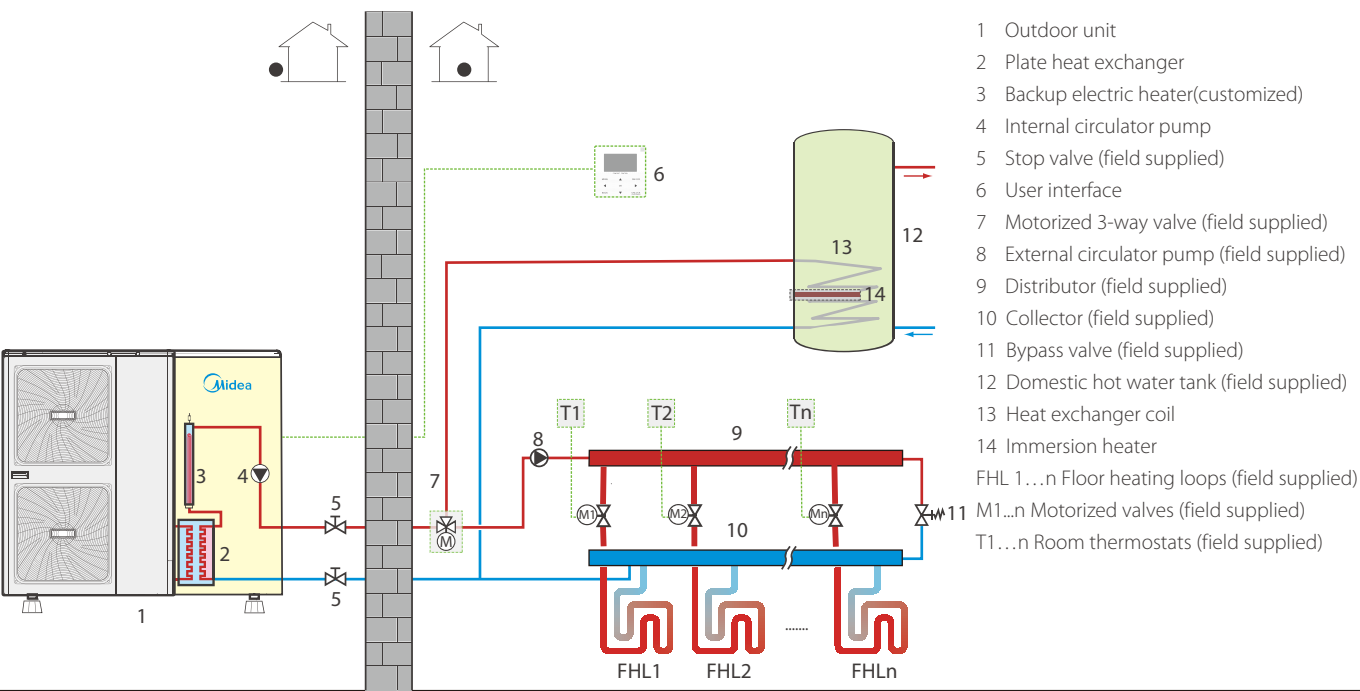 1 Outdoor unit
2 Plate heat exchanger
3 Backup electric heater(customized)
4 Internal circulator pump
5 Stop valve (field supplied)
6 User interface
7 Motorized 3-way valve (field supplied)
8 External circulator pump (field supplied)
9 Distributor (field supplied)
10 Collector (field supplied)
11 Bypass valve (field supplied)
12 Domestic hot water tank (field supplied)
13 Heat exchanger coil
14 Immersion heater
FHL 1...n Floor heating loops (field supplied)
M1...n Motorized valves (field supplied)
T1...n Room thermostats (field supplied)
6
13
12
14
Midea
T1
T2
Tn
8
9
3
4
7
5
M1
M2
Mn
11
M
10
2
5
1
.......
FHL1
FHL2
FHLn